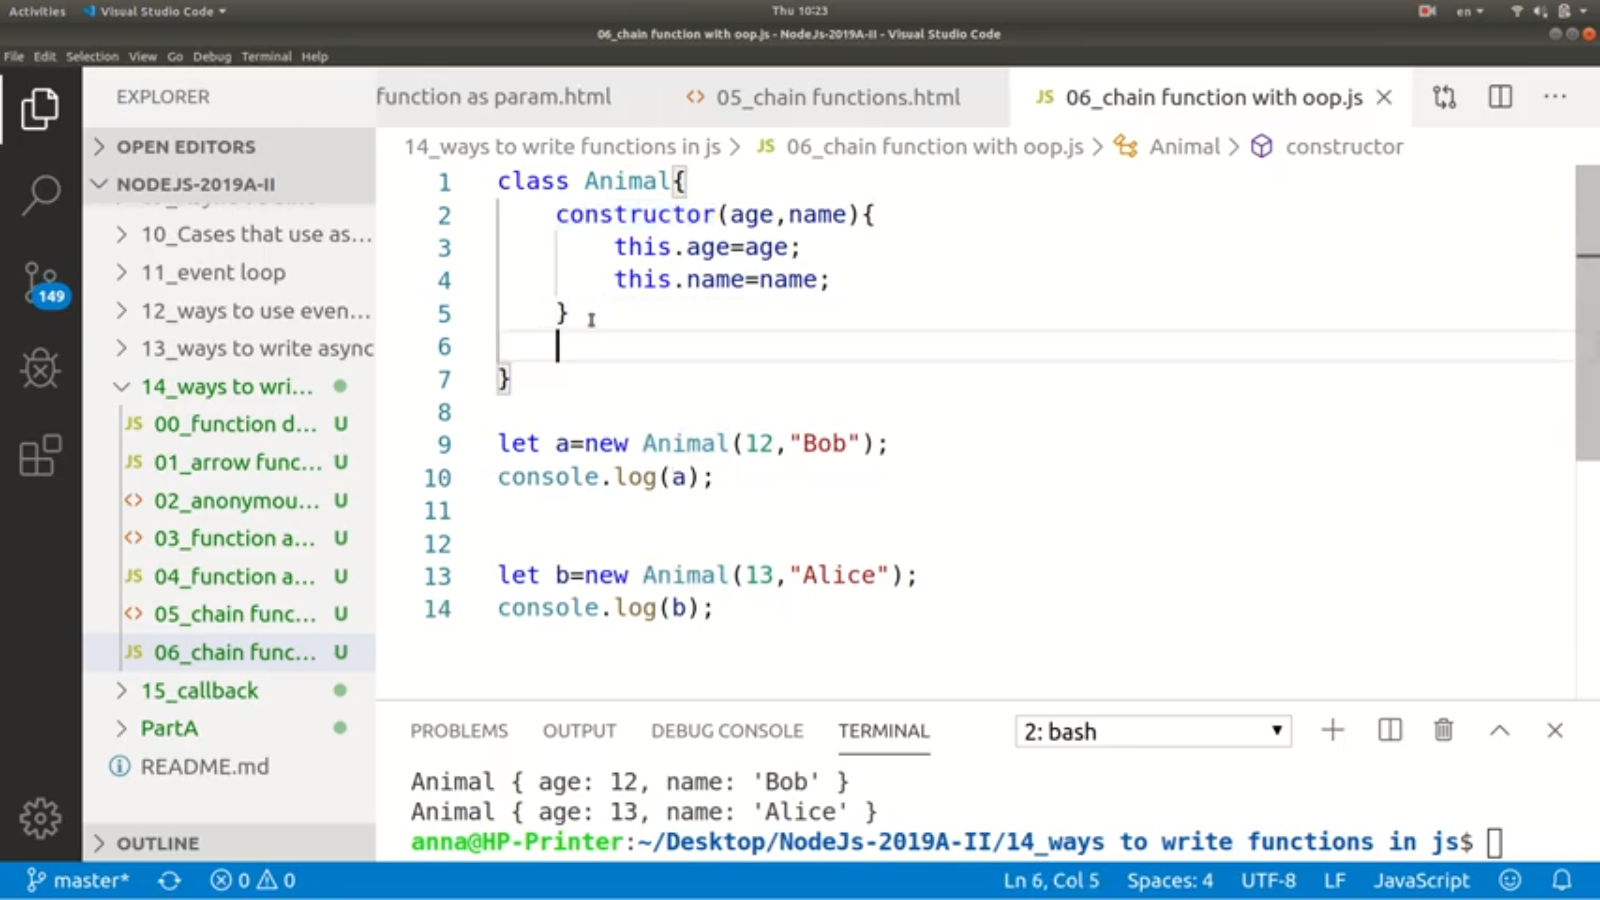 Activities
Visual Studio Code
Thu 10:23
en
06_chain function with oop.js - NodeJs-2019A-II - Visual Studio Code
File Edit Selection View Go Debug Terminal Help
EXPLORER
OPEN EDITORS
NODEJS-2019A-II
10_Cases that use as...
11_event loop
12_ways to use even...
13_ways to write async
14_ways to wri...
JS 00_function d... U
JS 01_arrow func... U
<> 02_anonymou... U
<> 03_function a... U
JS 04_function a... U
<> 05_chain func... U
JS 06_chain func... U
15_callback
PartA
README.md
OUTLINE
149
function as param.html
<> 05_chain functions.html
JS 06_chain function with oop.js
14_ways to write functions in js > JS 06_chain function with oop.js > Animal > constructor
1 class Animal{
2 constructor(age,name){
3 this.age=age;
4 this.name=name;
5 }
6
7 }
8
9 let a=new Animal(12,"Bob");
10 console.log(a);
11
12
13 let b=new Animal(13,"Alice");
14 console.log(b);
PROBLEMS OUTPUT DEBUG CONSOLE TERMINAL 2: bash
Animal { age: 12, name: 'Bob' }
Animal { age: 13, name: 'Alice' }
anna@HP-Printer:~/Desktop/NodeJs-2019A-II/14_ways to write functions in js$
master* 0 0 Ln 6, Col 5 Spaces: 4 UTF-8 LF JavaScript